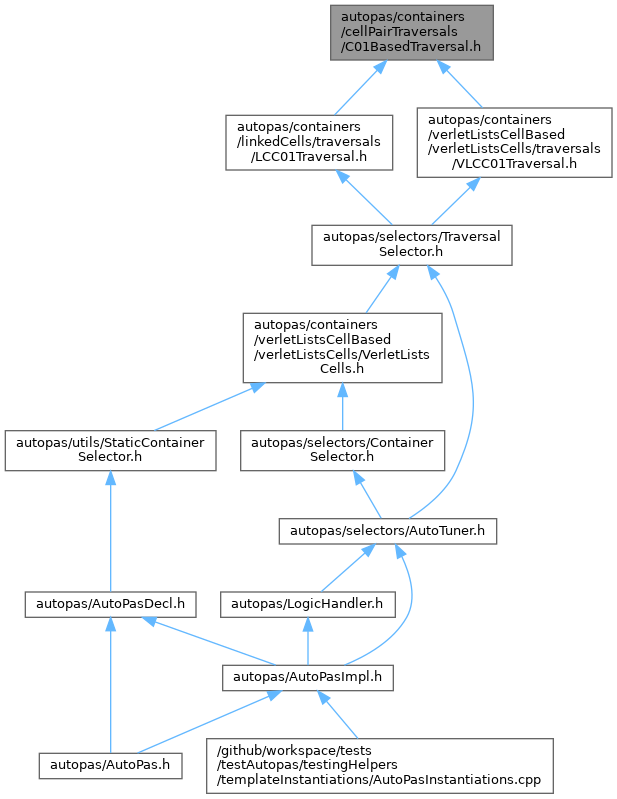 autopas/containers
/cellPairTraversals
/C01BasedTraversal.h
autopas/containers
/linkedCells/traversals
/LCC01Traversal.h
autopas/containers
/verletListsCellBased
/verletListsCells/traversals
/VLCC01Traversal.h
autopas/selectors/Traversal
Selector.h
autopas/containers
/verletListsCellBased
/verletListsCells/VerletLists
Cells.h
autopas/utils/StaticContainer
Selector.h
autopas/selectors/Container
Selector.h
autopas/selectors/AutoTuner.h
autopas/AutoPasDecl.h
autopas/LogicHandler.h
autopas/AutoPasImpl.h
autopas/AutoPas.h
/github/workspace/tests
/testAutopas/testingHelpers
/templateInstantiations/AutoPasInstantiations.cpp